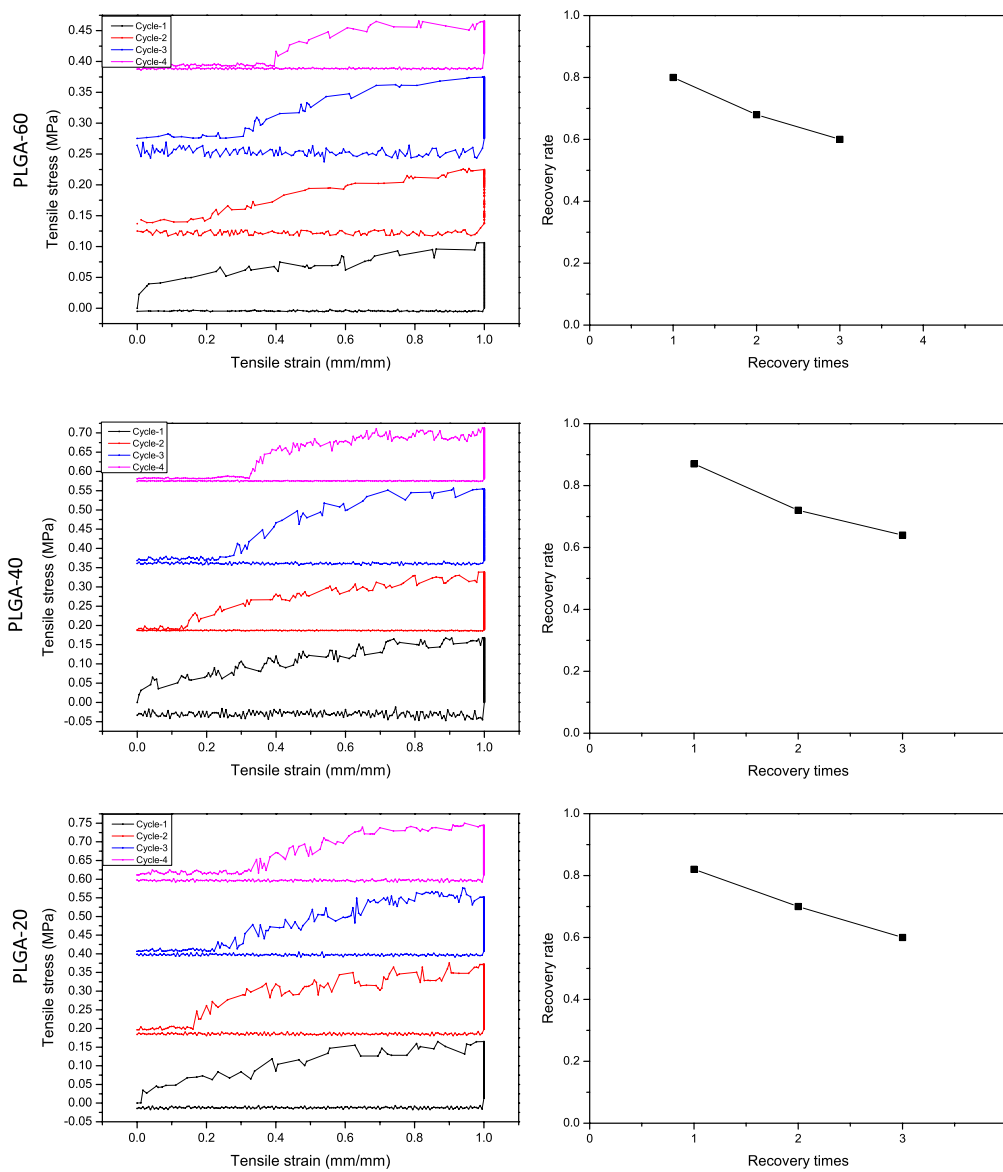 PLGA-60
Tensile stress (MPa)
0.45
0.40
0.35
0.30
0.25
0.20
0.15
0.10
0.05
0.00
Cycle-1
Cycle-2
Cycle-3
Cycle-4
0.0 0.2 0.4 0.6 0.8 1.0
Tensile strain (mm/mm)
Recovery rate
1.0
0.8
0.6
0.4
0.2
0.0
0 1 2 3 4
Recovery times
PLGA-40
Tensile stress (MPa)
0.70
0.65
0.60
0.55
0.50
0.45
0.40
0.35
0.30
0.25
0.20
0.15
0.10
0.05
0.00
-0.05
Cycle-1
Cycle-2
Cycle-3
Cycle-4
0.0 0.2 0.4 0.6 0.8 1.0
Tensile strain (mm/mm)
Recovery rate
1.0
0.8
0.6
0.4
0.2
0.0
0 1 2 3
Recovery times
PLGA-20
Tensile stress (MPa)
0.75
0.70
0.65
0.60
0.55
0.50
0.45
0.40
0.35
0.30
0.25
0.20
0.15
0.10
0.05
0.00
-0.05
Cycle-1
Cycle-2
Cycle-3
Cycle-4
0.0 0.2 0.4 0.6 0.8 1.0
Tensile strain (mm/mm)
Recovery rate
1.0
0.8
0.6
0.4
0.2
0.0
0 1 2 3
Recovery times